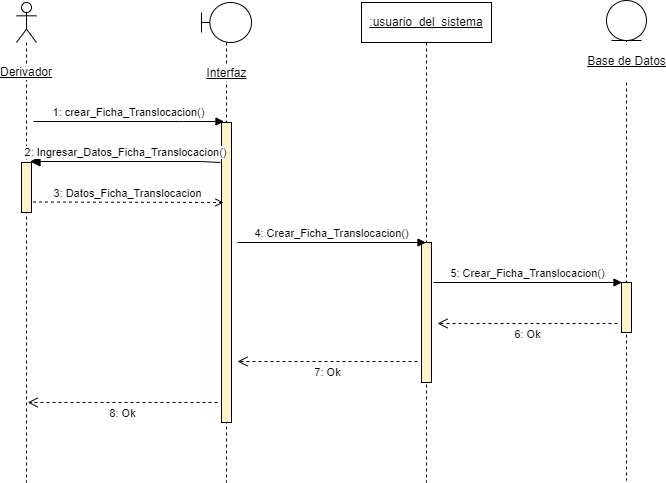 :usuario_del_sistema
Base de Datos
Derivador
Interfaz
1: crear_Ficha_Translocacion()
2: Ingresar_Datos_Ficha_Translocacion()
3: Datos_Ficha_Translocacion
4: Crear_Ficha_Translocacion()
5: Crear_Ficha_Translocacion()
6: Ok
7: Ok
8: Ok